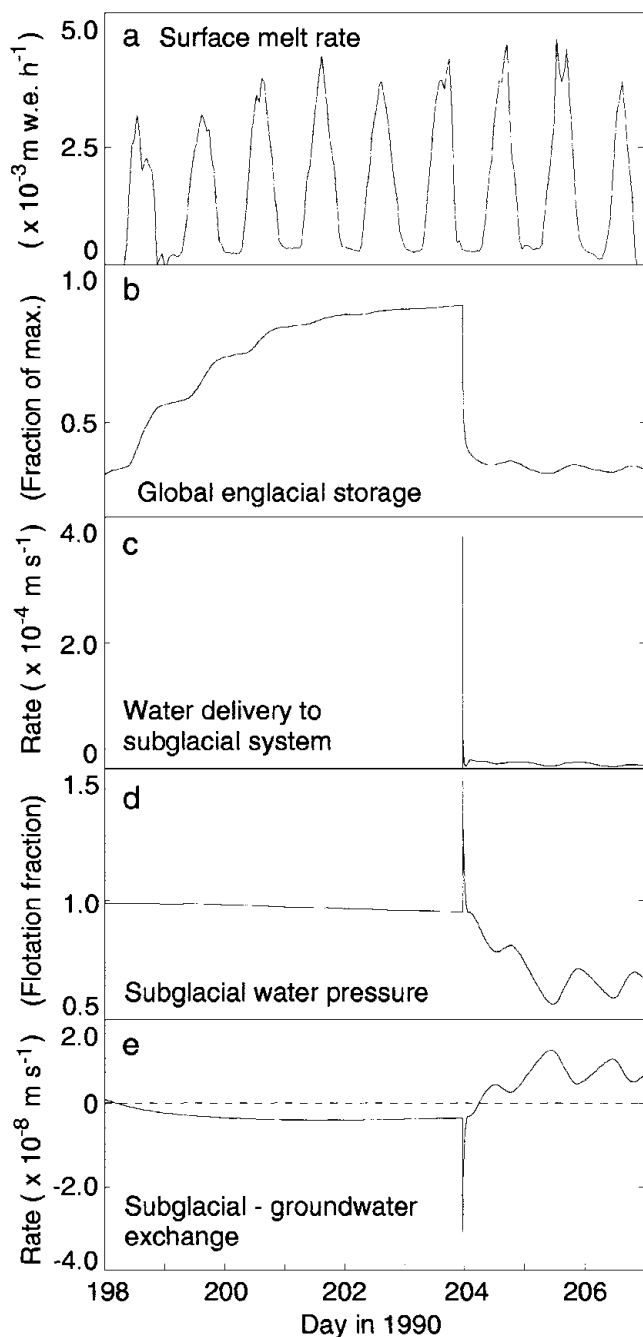 a Surface melt rate
5.0
2.5
0
( x 10⁻³ m w.e. h⁻¹)
b
1.0
0.5
(Fraction of max.)
Global englacial storage
c
4.0
2.0
0
Rate ( x 10⁻⁴ m s⁻¹)
Water delivery to
subglacial system
d
1.5
1.0
0.5
(Flotation fraction)
Subglacial water pressure
e
2.0
0
-2.0
-4.0
Rate ( x 10⁻⁸ m s⁻¹)
Subglacial - groundwater
exchange
198 200 202 204 206
Day in 1990